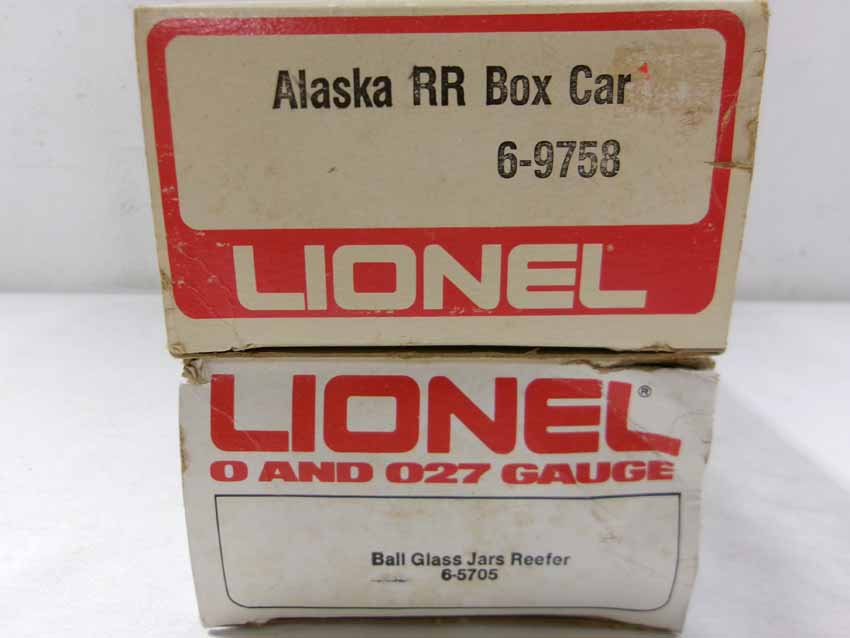 Alaska RR Box Car
6-9758
LIONEL
LIONEL®
O AND O27 GAUGE
Ball Glass Jars Reefer
6-5705